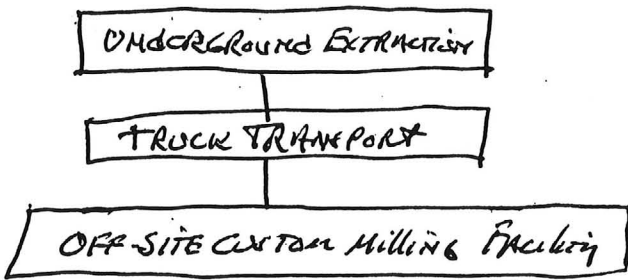 UNDERGROUND EXTRACTION
TRUCK TRANSPORT
OFF-SITE CUSTOM MILLING FACILITY